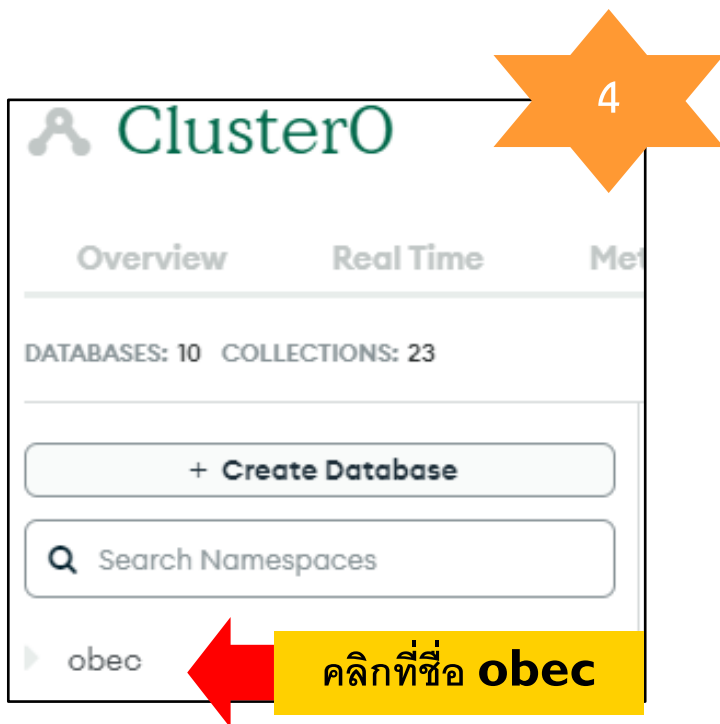 4
Cluster0
Overview Real Time Met
DATABASES: 10 COLLECTIONS: 23
+ Create Database
Search Namespaces
obec
คลิกที่ชื่อ obec